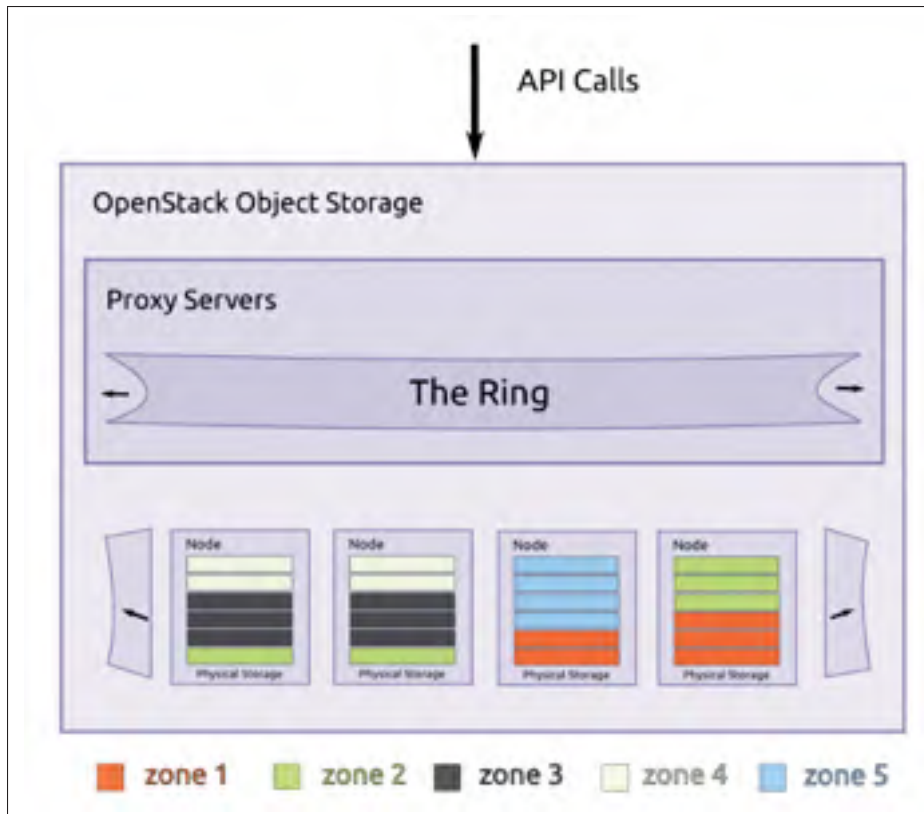 API Calls
OpenStack Object Storage
Proxy Servers
The Ring
Node
Node
Node
Node
Physical Storage
Physical Storage
Physical Storage
Physical Storage
zone 1
zone 2
zone 3
zone 4
zone 5